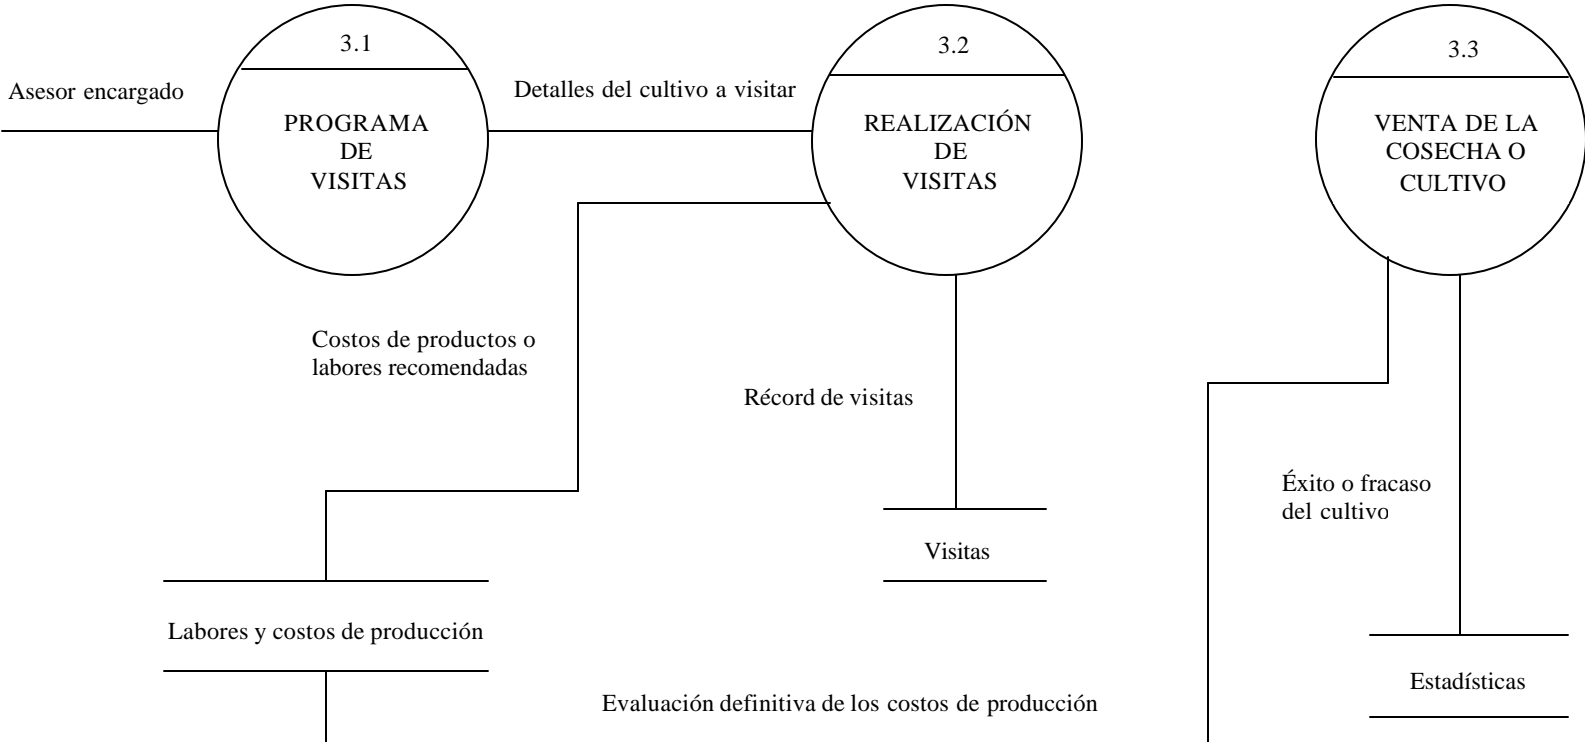 3.1
3.2
3.3
Asesor encargado
Detalles del cultivo a visitar
PROGRAMA
DE
VISITAS
REALIZACIÓN
DE
VISITAS
VENTA DE LA
COSECHA O
CULTIVO
Costos de productos o
labores recomendadas
Récord de visitas
Éxito o fracaso
del cultivo
Visitas
Labores y costos de producción
Estadísticas
Evaluación definitiva de los costos de producción